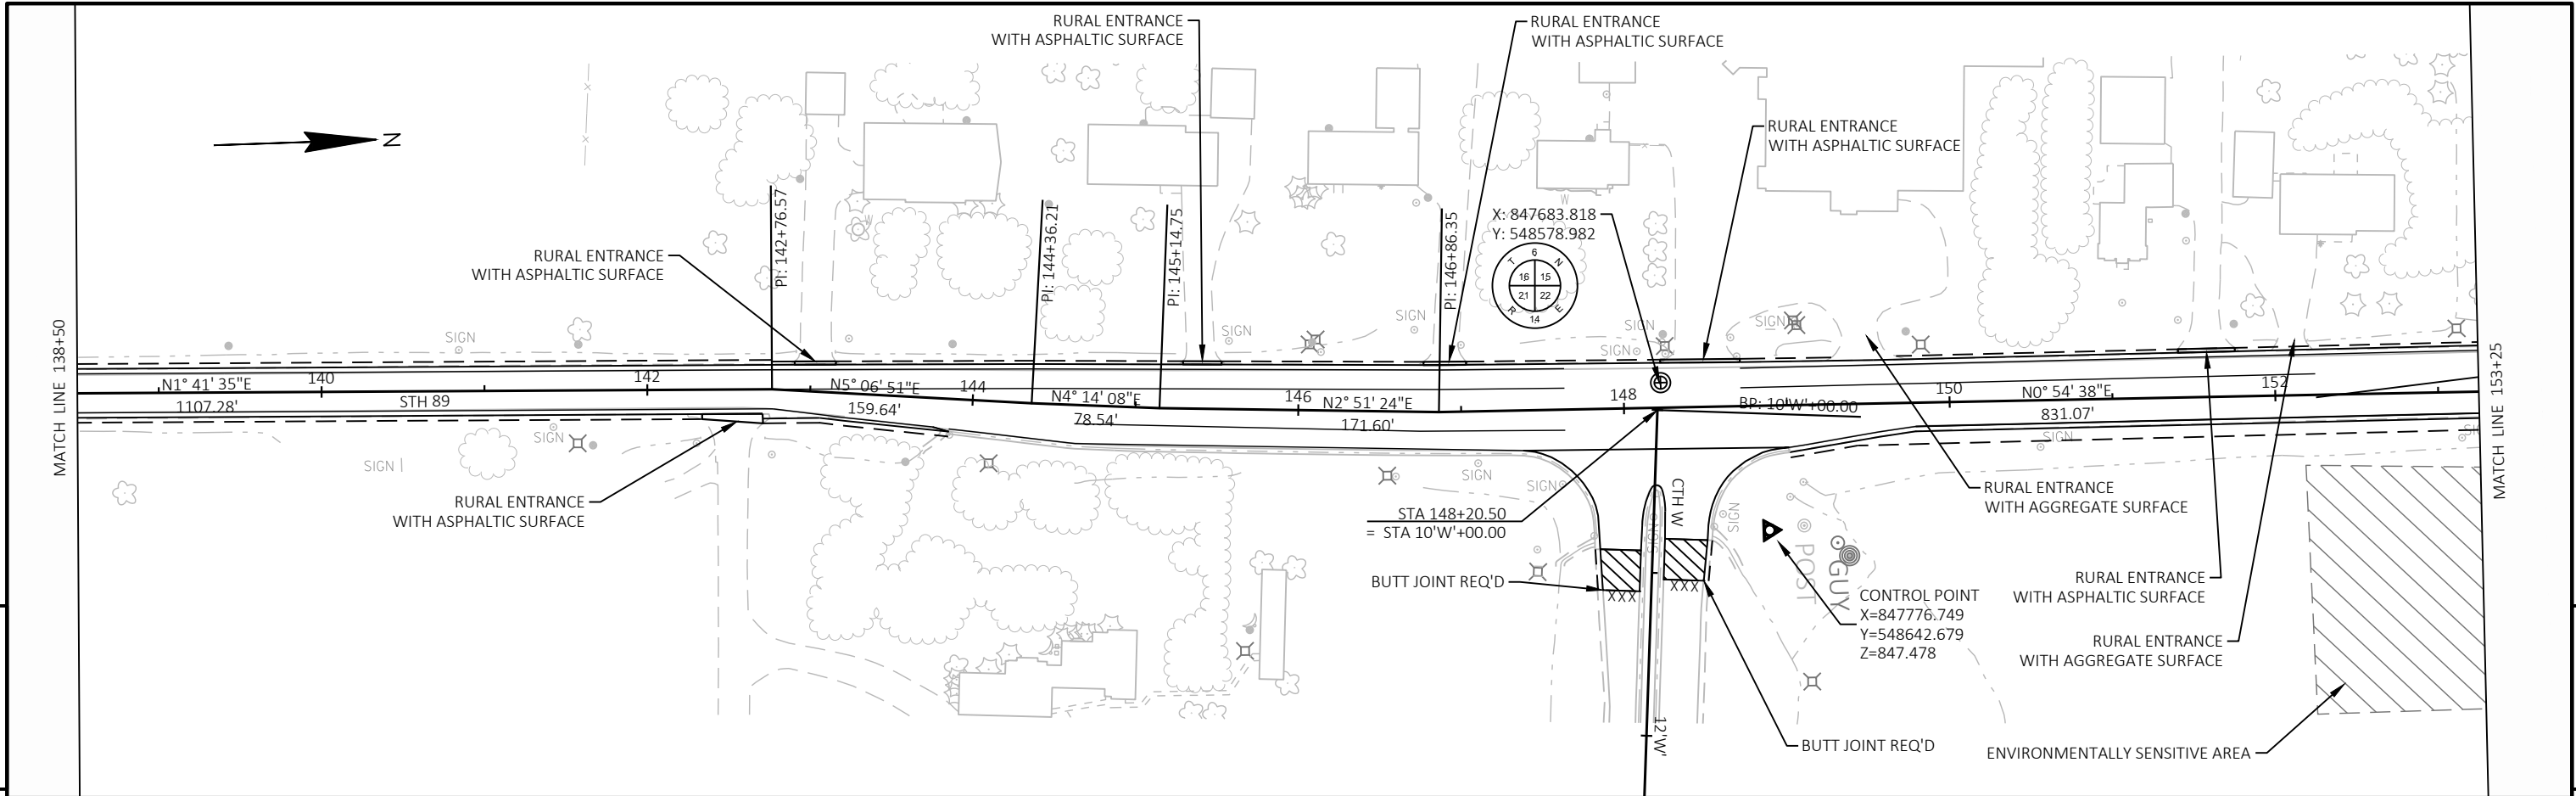 RURAL ENTRANCE
WITH ASPHALTIC SURFACE
RURAL ENTRANCE
WITH ASPHALTIC SURFACE
RURAL ENTRANCE
WITH ASPHALTIC SURFACE
N
RURAL ENTRANCE
WITH ASPHALTIC SURFACE
PI: 142+76.57
PI: 144+36.21
PI: 145+14.75
PI: 146+86.35
X: 847683.818
Y: 548578.982
6
T
N
16
15
21
22
R
E
14
W
W
SIGN
SIGN
SIGN
SIGN
SIGN
SIGN
MATCH LINE 138+50
MATCH LINE 153+25
N1° 41' 35"E
140
142
N5° 06' 51"E
144
N4° 14' 08"E
146
N2° 51' 24"E
148
BP: 10'W'+00.00
150
N0° 54' 38"E
152
1107.28'
STH 89
159.64'
78.54'
171.60'
831.07'
SIGN
SIGN
SIGN
SIGN
SIGN
SIGN
SIGN
RURAL ENTRANCE
WITH ASPHALTIC SURFACE
STA 148+20.50
= STA 10'W'+00.00
CTH W
RURAL ENTRANCE
WITH AGGREGATE SURFACE
POST
GUY
BUTT JOINT REQ'D
XXX
XXX
CONTROL POINT
X=847776.749
Y=548642.679
Z=847.478
RURAL ENTRANCE
WITH ASPHALTIC SURFACE
RURAL ENTRANCE
WITH AGGREGATE SURFACE
12'W'
BUTT JOINT REQ'D
ENVIRONMENTALLY SENSITIVE AREA